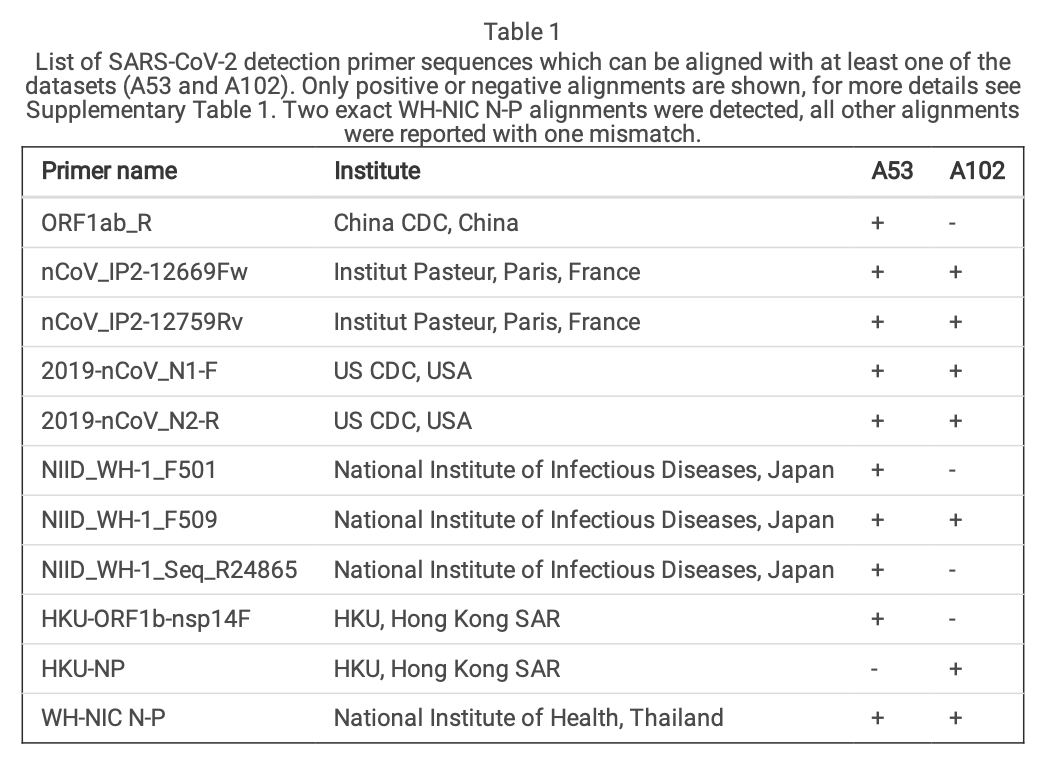 Table 1
List of SARS-CoV-2 detection primer sequences which can be aligned with at least one of the
datasets (A53 and A102). Only positive or negative alignments are shown, for more details see
Supplementary Table 1. Two exact WH-NIC N-P alignments were detected, all other alignments
were reported with one mismatch.
Primer name Institute A53 A102
ORF1ab_R China CDC, China + -
nCoV_IP2-12669Fw Institut Pasteur, Paris, France + +
nCoV_IP2-12759Rv Institut Pasteur, Paris, France + +
2019-nCoV_N1-F US CDC, USA + +
2019-nCoV_N2-R US CDC, USA + +
NIID_WH-1_F501 National Institute of Infectious Diseases, Japan + -
NIID_WH-1_F509 National Institute of Infectious Diseases, Japan + +
NIID_WH-1_Seq_R24865 National Institute of Infectious Diseases, Japan + -
HKU-ORF1b-nsp14F HKU, Hong Kong SAR + -
HKU-NP HKU, Hong Kong SAR - +
WH-NIC N-P National Institute of Health, Thailand + +